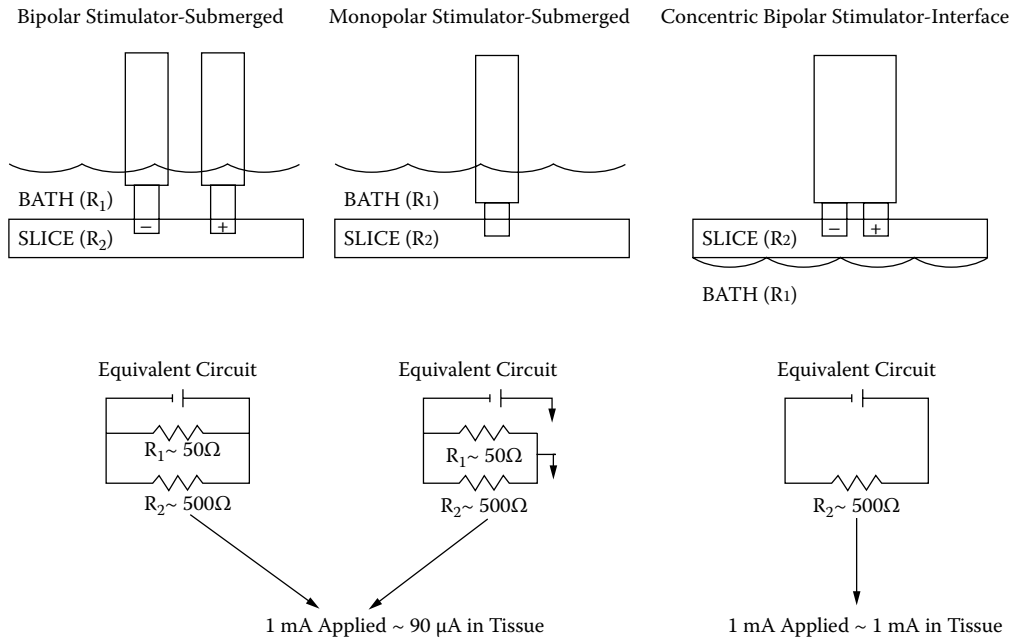 Bipolar Stimulator-Submerged
Monopolar Stimulator-Submerged
Concentric Bipolar Stimulator-Interface
BATH (R₁)
SLICE (R₂)
−
+
BATH (R1)
SLICE (R2)
SLICE (R2)
−
+
BATH (R1)
Equivalent Circuit
R₁~ 50Ω
R₂~ 500Ω
Equivalent Circuit
R₁~ 50Ω
R₂~ 500Ω
Equivalent Circuit
R₂~ 500Ω
1 mA Applied ~ 90 µA in Tissue
1 mA Applied ~ 1 mA in Tissue